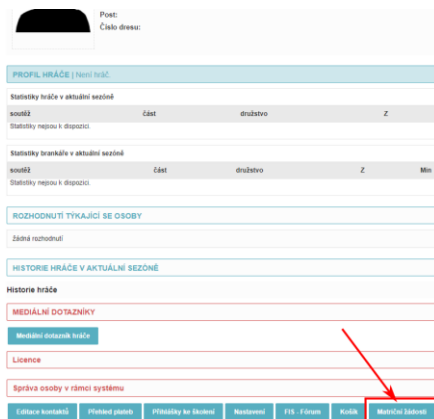 Post:
Číslo dresu:
PROFIL HRÁČE | Není hráč
Statistiky hráče v aktuální sezóně
soutěž část družstvo Z
Statistiky nejsou k dispozici.
Statistiky brankáře v aktuální sezóně
soutěž část družstvo Z Min
Statistiky nejsou k dispozici.
ROZHODNUTÍ TÝKAJÍCÍ SE OSOBY
žádná rozhodnutí
HISTORIE HRÁČE V AKTUÁLNÍ SEZÓNĚ
Historie hráče
MEDIÁLNÍ DOTAZNÍKY
Mediální dotazník hráče
Licence
Správa osoby v rámci systému
Editace kontaktů Přehled plateb Přihlášky ke školení Nastavení FIS - Fórum Košík Matriční žádosti